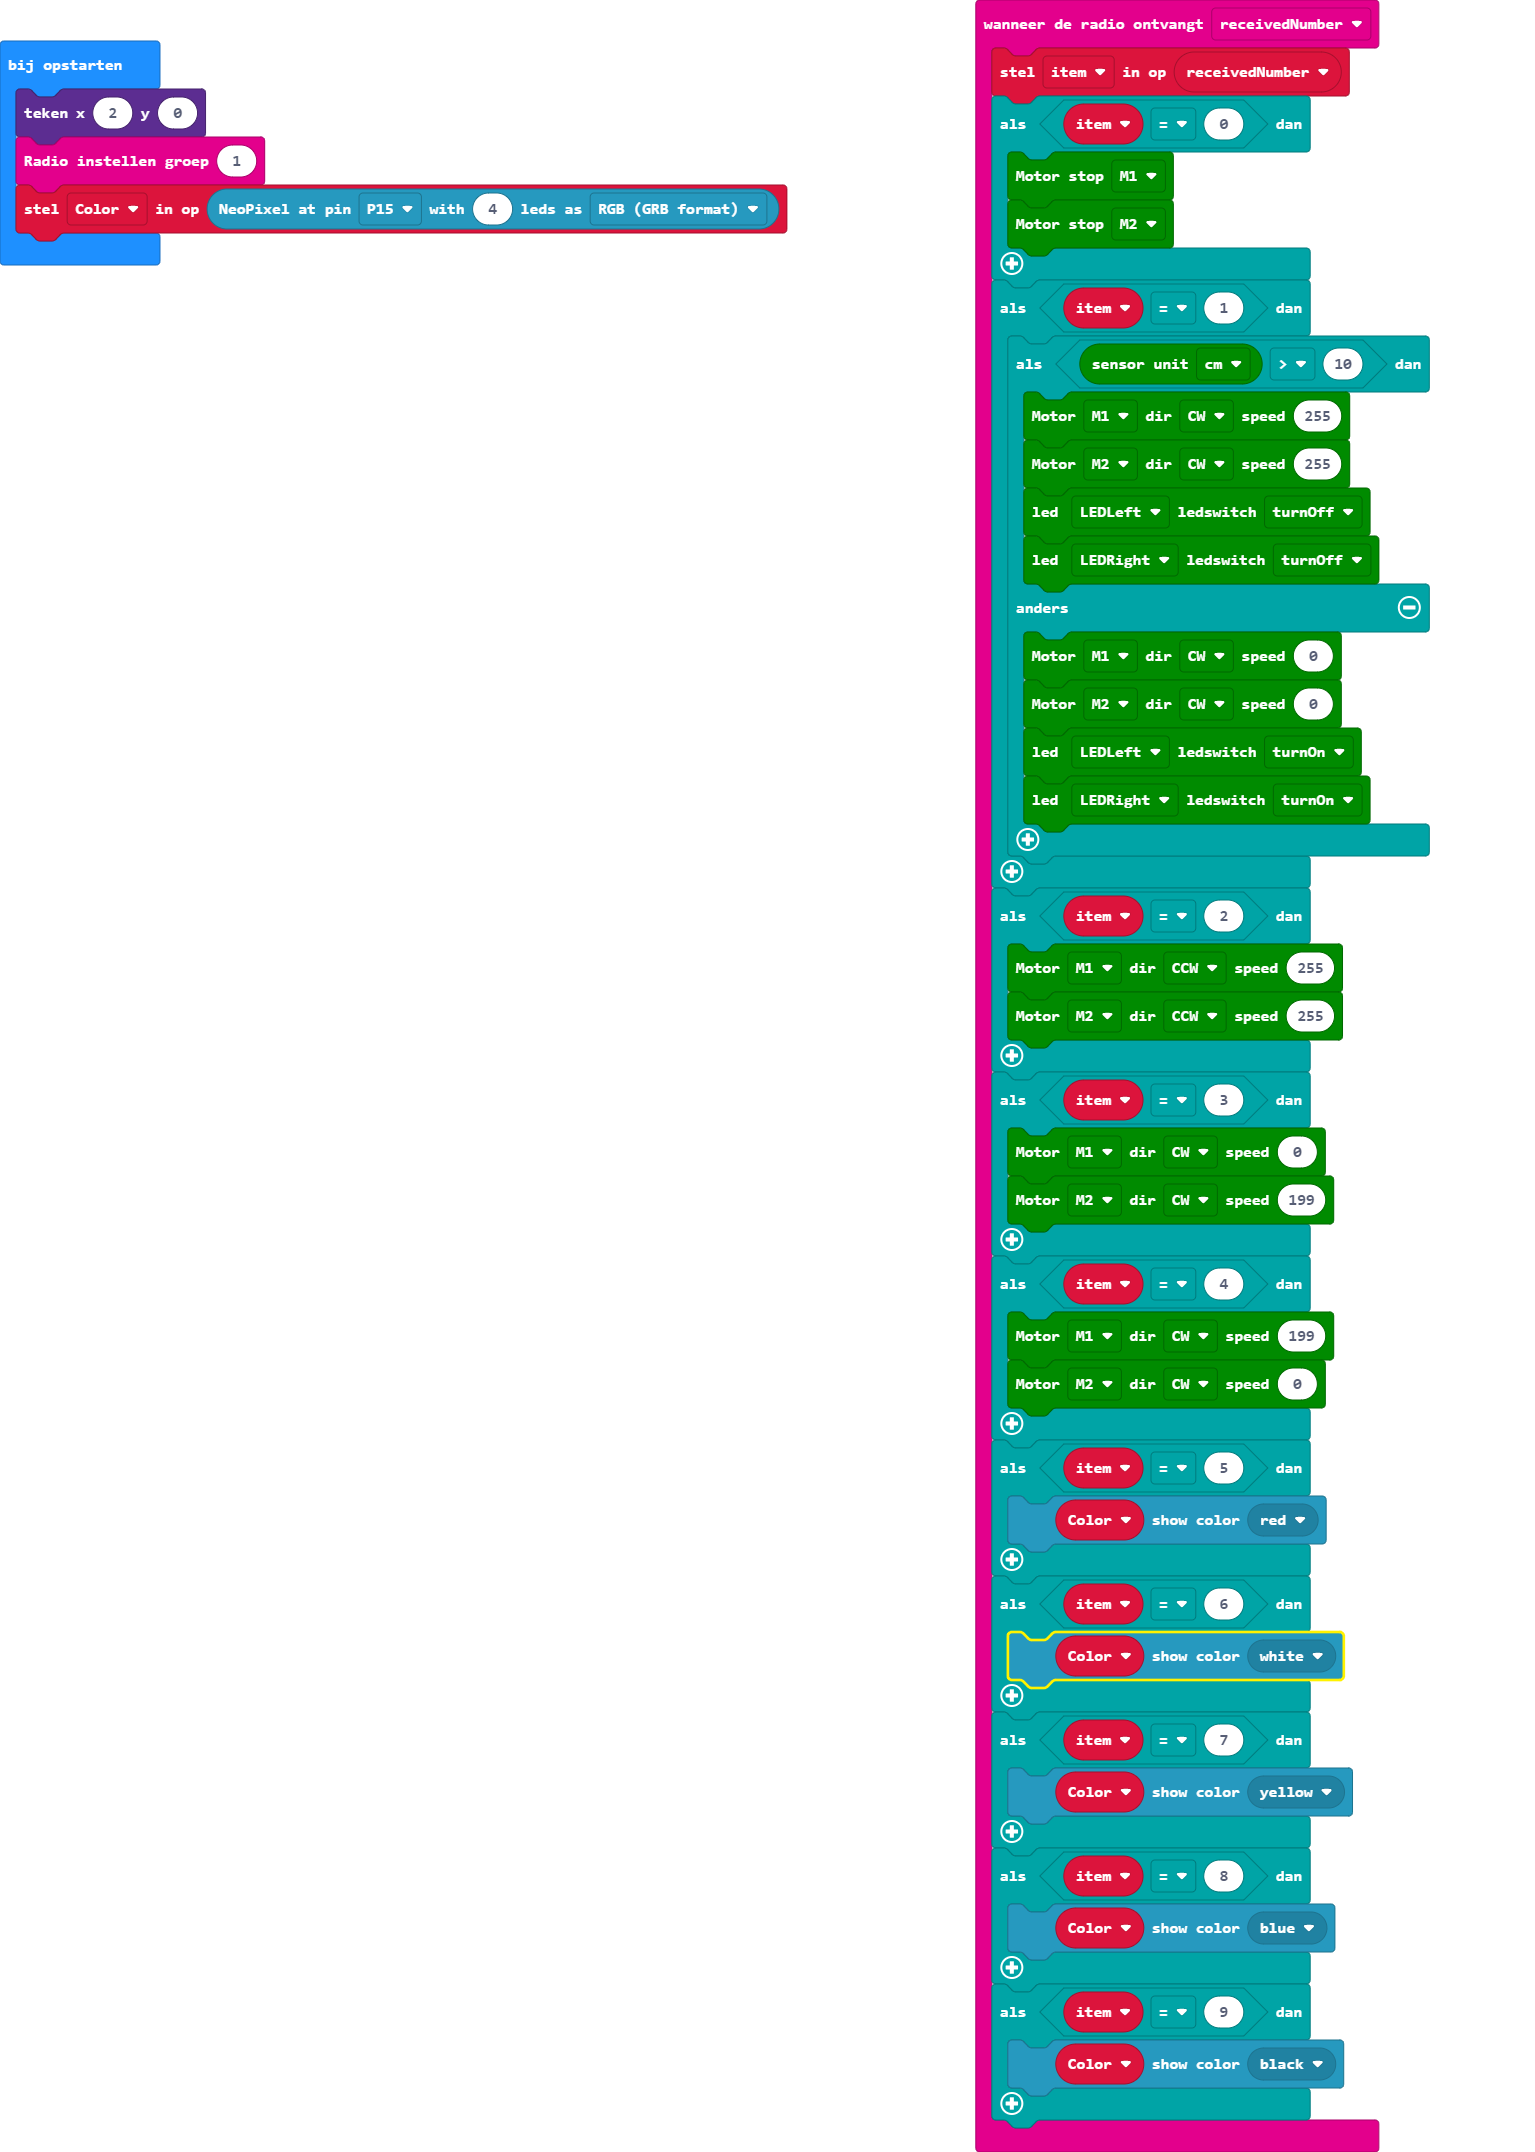 bij opstarten
teken x 2 y 0
Radio instellen groep 1
stel Color in op NeoPixel at pin P15 with 4 leds as RGB (GRB format)
wanneer de radio ontvangt receivedNumber
stel item in op receivedNumber
als item = 0 dan
Motor stop M1
Motor stop M2
als item = 1 dan
als sensor unit cm > 10 dan
Motor M1 dir CW speed 255
Motor M2 dir CW speed 255
led LEDLeft ledswitch turnOff
led LEDRight ledswitch turnOff
anders
Motor M1 dir CW speed 0
Motor M2 dir CW speed 0
led LEDLeft ledswitch turnOn
led LEDRight ledswitch turnOn
als item = 2 dan
Motor M1 dir CCW speed 255
Motor M2 dir CCW speed 255
als item = 3 dan
Motor M1 dir CW speed 0
Motor M2 dir CW speed 199
als item = 4 dan
Motor M1 dir CW speed 199
Motor M2 dir CW speed 0
als item = 5 dan
Color show color red
als item = 6 dan
Color show color white
als item = 7 dan
Color show color yellow
als item = 8 dan
Color show color blue
als item = 9 dan
Color show color black